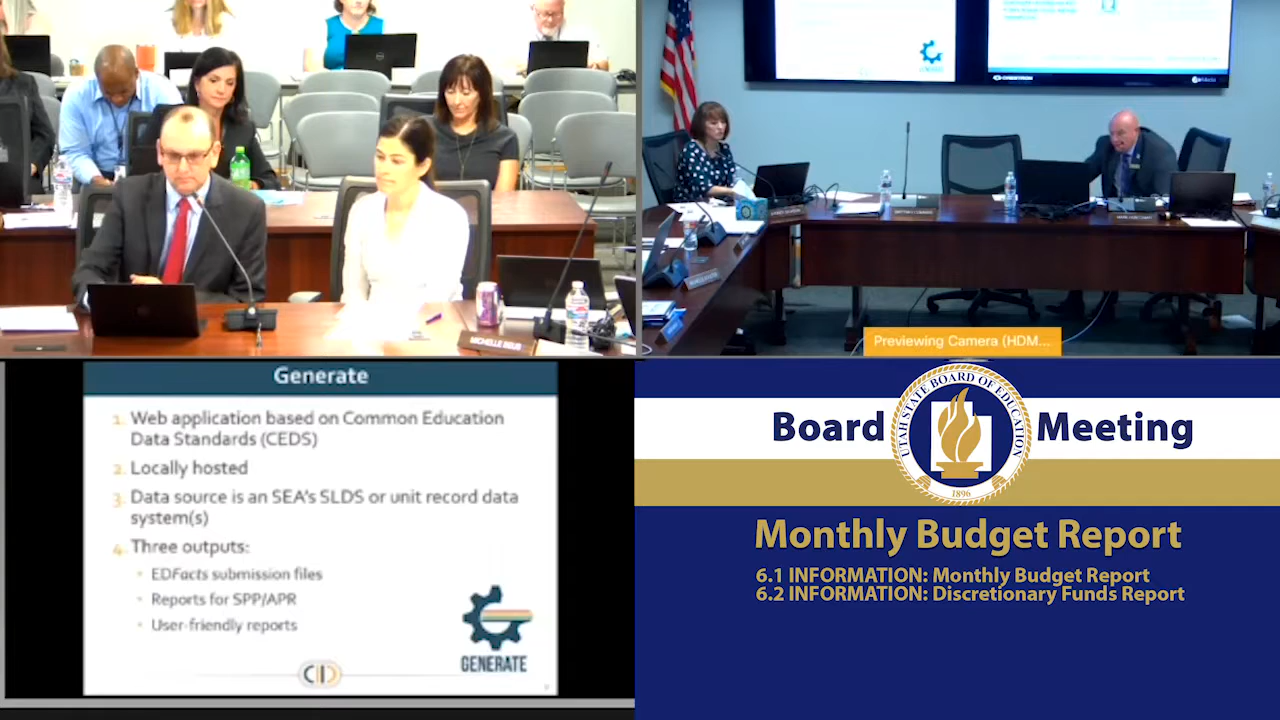 Previewing Camera (HDM...
CRESTRON
Generate
1. Web application based on Common Education
Data Standards (CEDS)
2. Locally hosted
3. Data source is an SEA's SLDS or unit record data
system(s)
4. Three outputs:
• EDFacts submission files
• Reports for SPP/APR
• User-friendly reports
GENERATE
CIID
Board Meeting
UTAH STATE BOARD OF EDUCATION
1896
Monthly Budget Report
6.1 INFORMATION: Monthly Budget Report
6.2 INFORMATION: Discretionary Funds Report